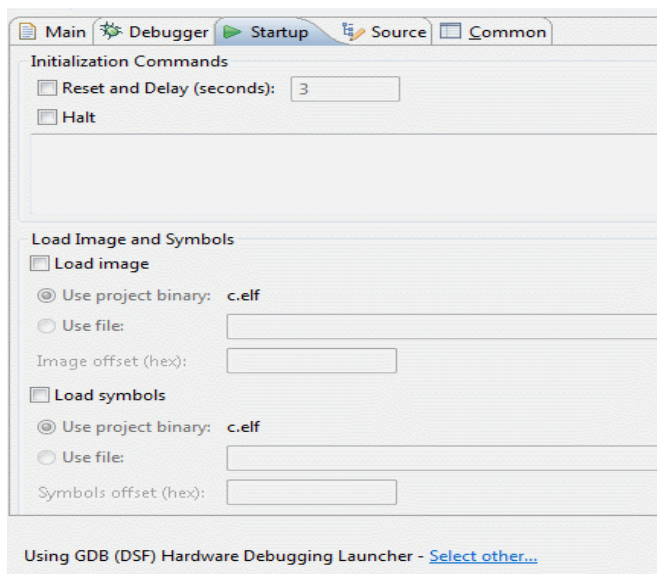 Main Debugger Startup Source Common
Initialization Commands
Reset and Delay (seconds): 3
Halt
Load Image and Symbols
Load image
Use project binary: c.elf
Use file:
Image offset (hex):
Load symbols
Use project binary: c.elf
Use file:
Symbols offset (hex):
Using GDB (DSF) Hardware Debugging Launcher - Select other...